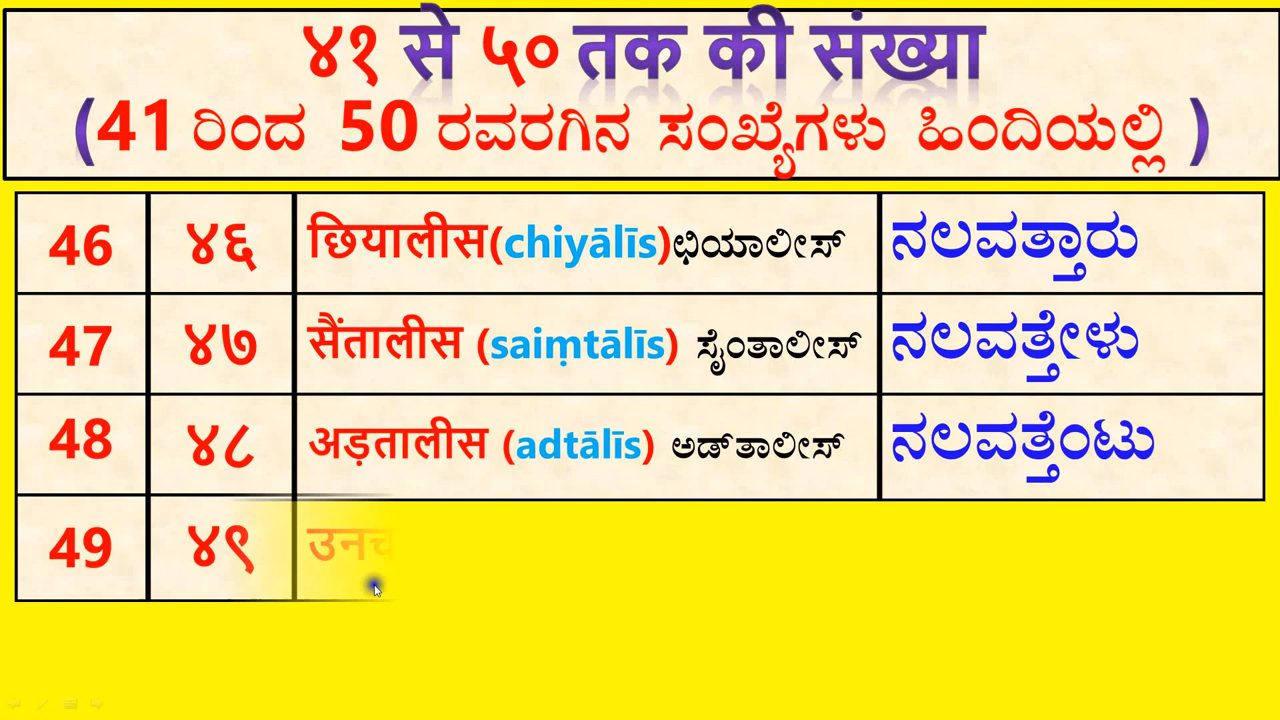 ४१ से ५० तक की संख्या
(41 ರಿಂದ 50 ರವರಗಿನ ಸಂಖ್ಯೆಗಳು ಹಿಂದಿಯಲ್ಲಿ )
46 ४६ छियालीस(chiyālīs)ಛಿಯಾಲೀಸ್ ನಲವತ್ತಾರು
47 ४७ सैंतालीस (saiṃtālīs) ಸೈಂತಾಲೀಸ್ ನಲವತ್ತೇಳು
48 ४८ अड़तालीस (adtālīs) ಅಡ್‌ತಾಲೀಸ್ ನಲವತ್ತೆಂಟು
49 ४९